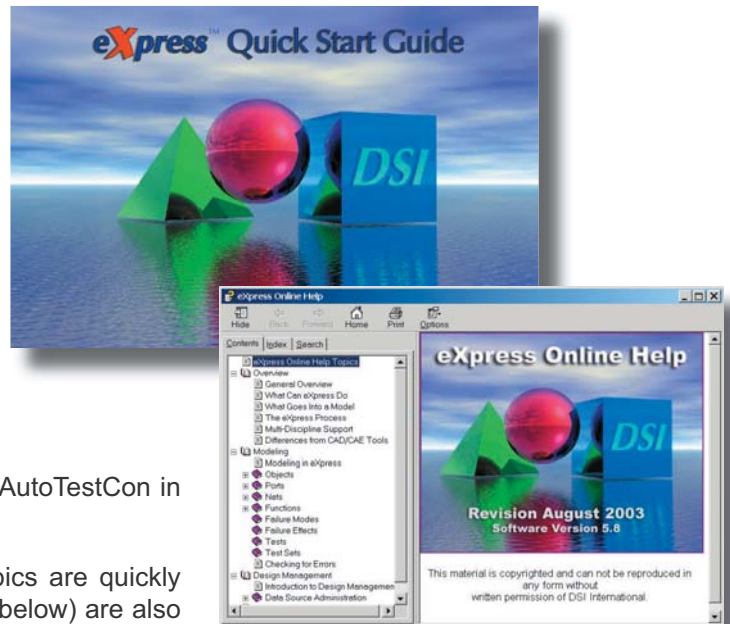 eXpress™ Quick Start Guide
DSI
eXpress Online Help
Hide Back Forward Home Print Options
Contents Index Search
eXpress Online Help Topics
Overview
General Overview
What Can eXpress Do
What Goes Into a Model
The eXpress Process
Multi-Discipline Support
Differences from CAD/CAE Tools
Modeling
Modeling in eXpress
Objects
Ports
Nets
Functions
Failure Modes
Failure Effects
Tests
Test Sets
Checking for Errors
Design Management
Introduction to Design Managemen
Data Source Administration
eXpress Online Help
DSI
Revision August 2003
Software Version 5.8
This material is copyrighted and can not be reproduced in
any form without
written permission of DSI International.
AutoTestCon in
pics are quickly
below) are also